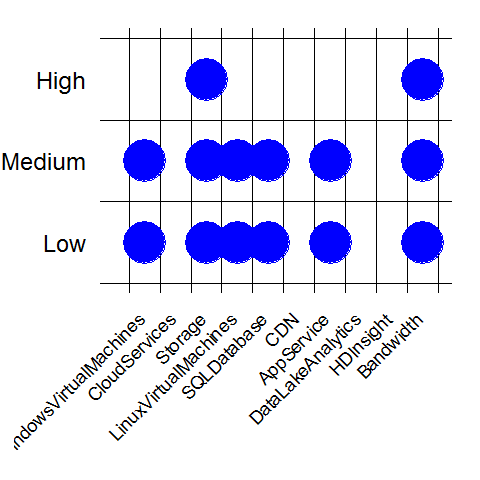 High
Medium
Low
ndowsVirtualMachines
CloudServices
Storage
LinuxVirtualMachines
SQLDatabase
CDN
AppService
DataLakeAnalytics
HDInsight
Bandwidth